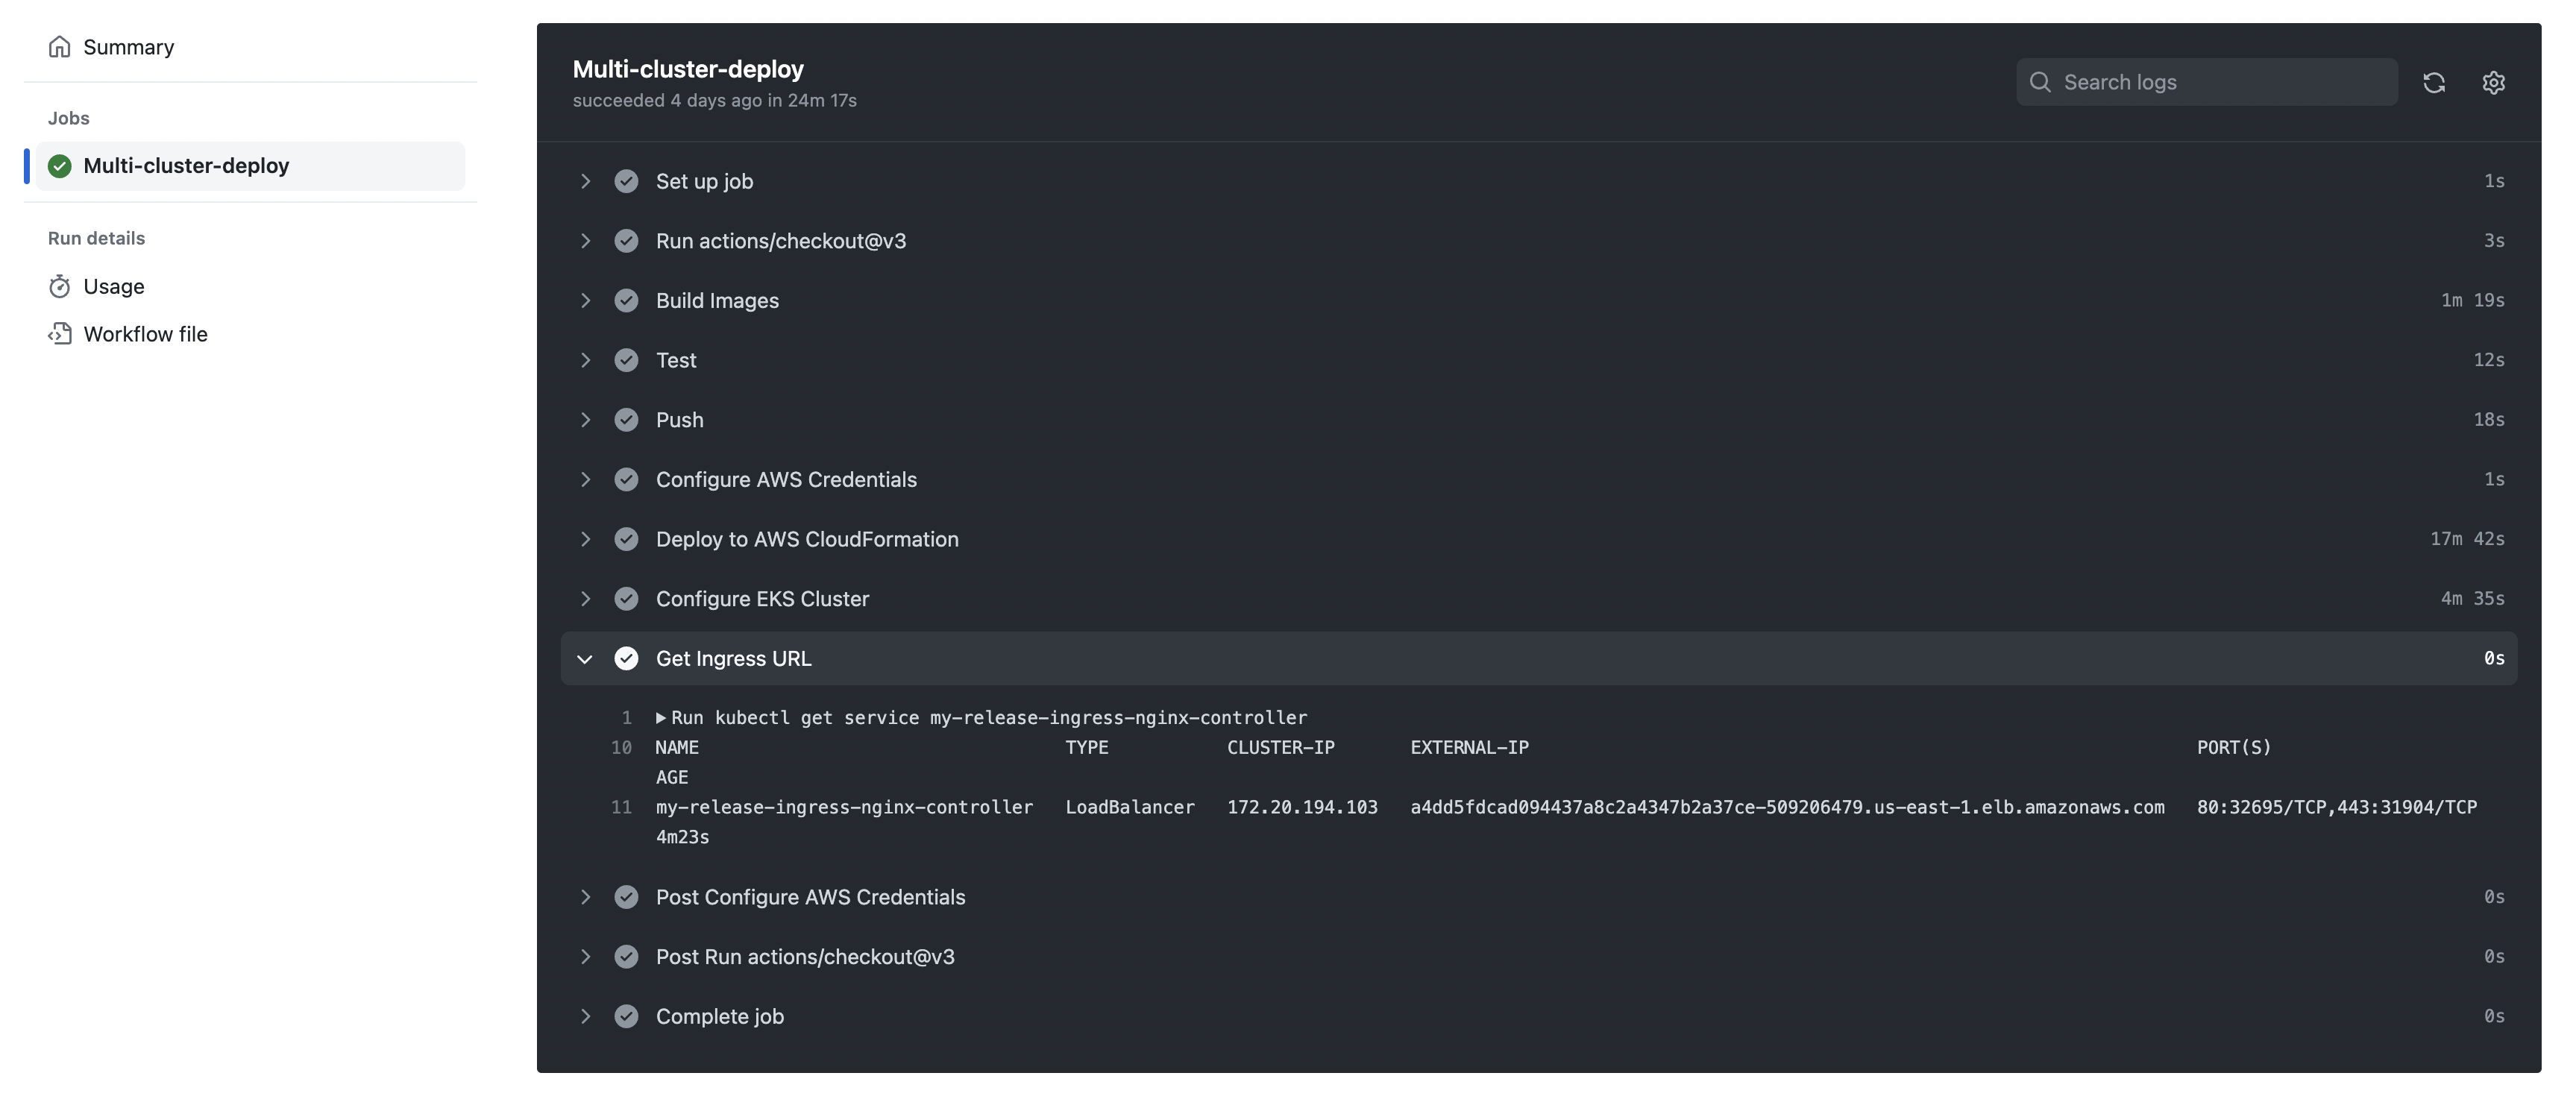 Summary
Jobs
Multi-cluster-deploy
Run details
Usage
Workflow file
Multi-cluster-deploy
succeeded 4 days ago in 24m 17s
Search logs
Set up job 1s
Run actions/checkout@v3 3s
Build Images 1m 19s
Test 12s
Push 18s
Configure AWS Credentials 1s
Deploy to AWS CloudFormation 17m 42s
Configure EKS Cluster 4m 35s
Get Ingress URL 0s
1 Run kubectl get service my-release-ingress-nginx-controller
10 NAME TYPE CLUSTER-IP EXTERNAL-IP PORT(S)
AGE
11 my-release-ingress-nginx-controller LoadBalancer 172.20.194.103 a4dd5fdcad094437a8c2a4347b2a37ce-509206479.us-east-1.elb.amazonaws.com 80:32695/TCP,443:31904/TCP
4m23s
Post Configure AWS Credentials 0s
Post Run actions/checkout@v3 0s
Complete job 0s